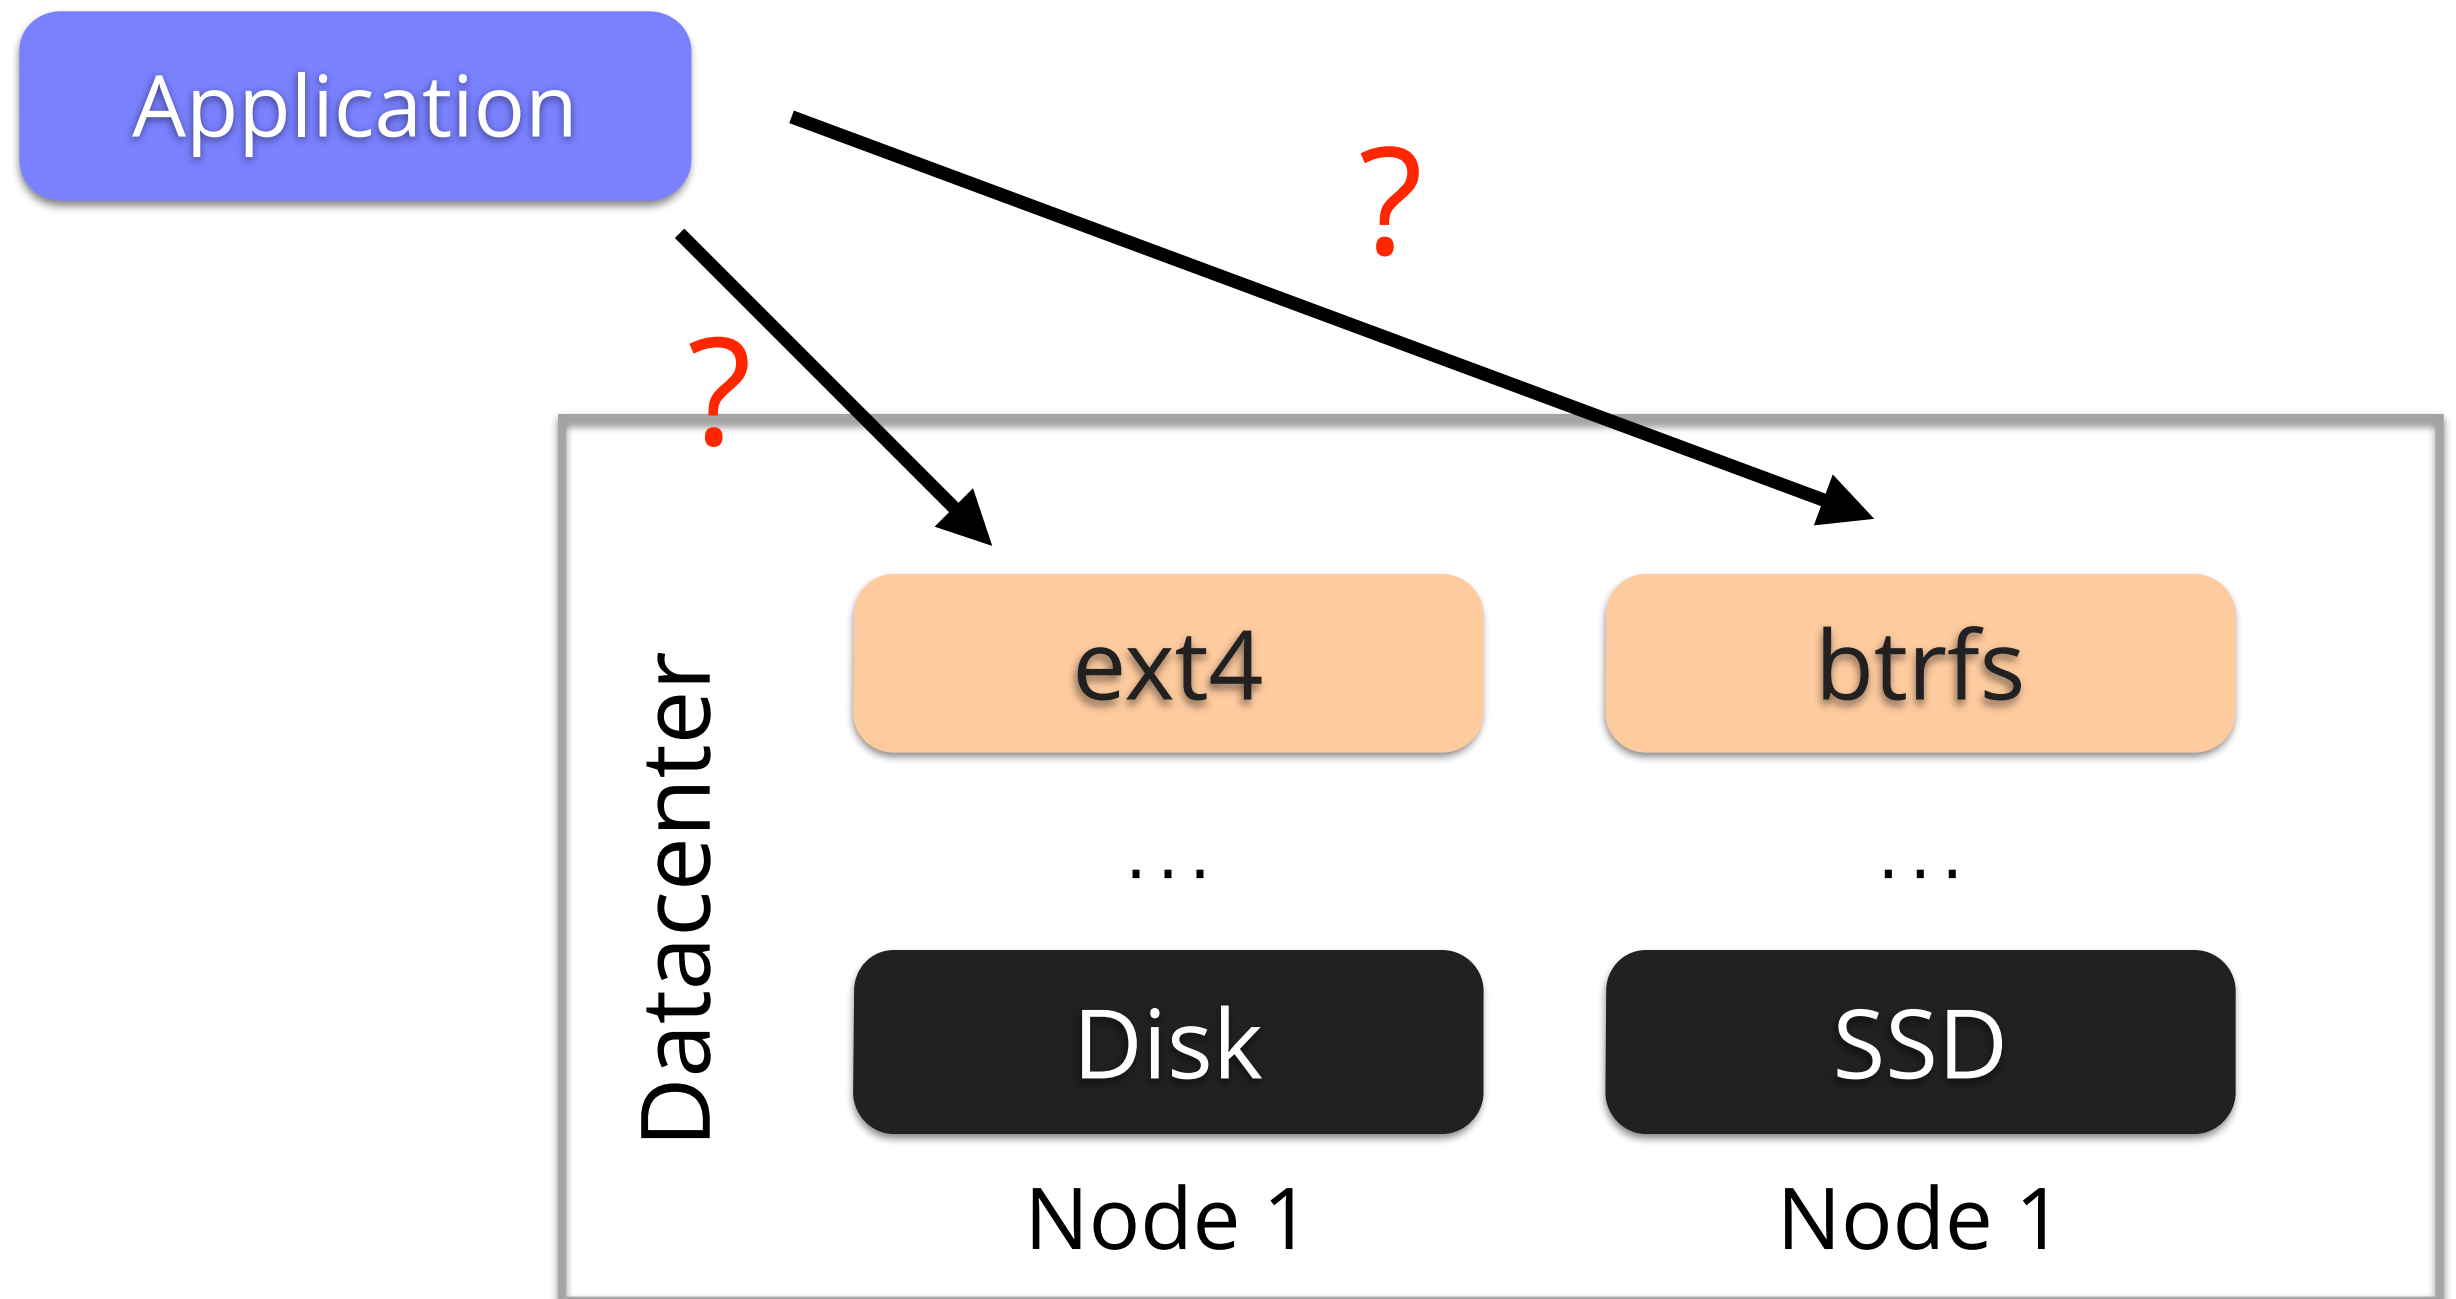 Application
?
?
Datacenter
ext4
btrfs
...
...
Disk
SSD
Node 1
Node 1